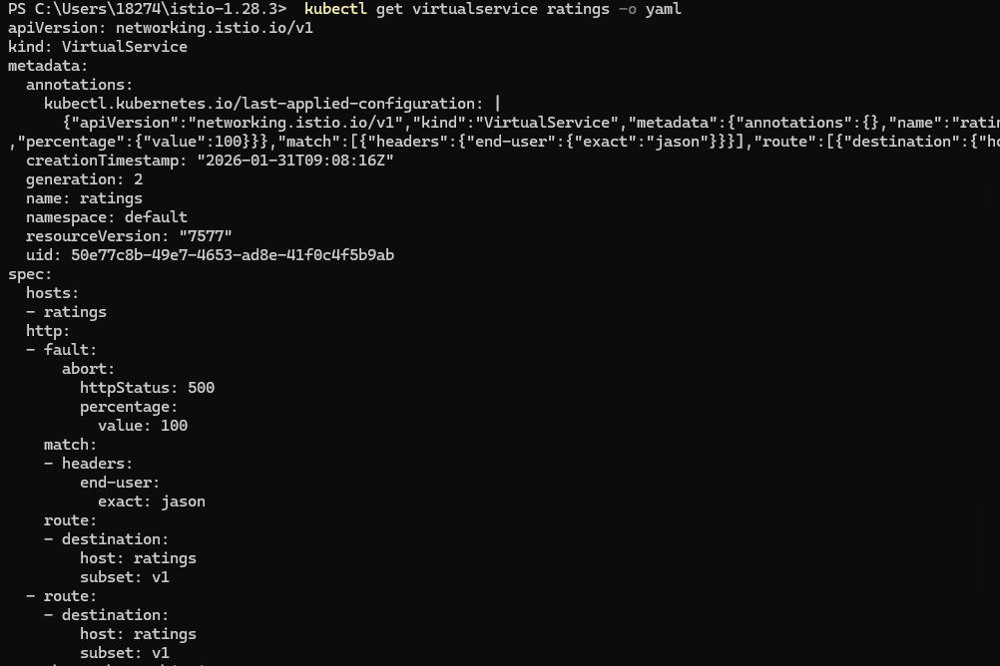 PS C:\Users\18274\istio-1.28.3>  kubectl get virtualservice ratings -o yaml
apiVersion: networking.istio.io/v1
kind: VirtualService
metadata:
  annotations:
    kubectl.kubernetes.io/last-applied-configuration: |
      {"apiVersion":"networking.istio.io/v1","kind":"VirtualService","metadata":{"annotations":{},"name":"ratin
,"percentage":{"value":100}}},"match":[{"headers":{"end-user":{"exact":"jason"}}}],"route":[{"destination":{"ho
  creationTimestamp: "2026-01-31T09:08:16Z"
  generation: 2
  name: ratings
  namespace: default
  resourceVersion: "7577"
  uid: 50e77c8b-49e7-4653-ad8e-41f0c4f5b9ab
spec:
  hosts:
  - ratings
  http:
  - fault:
      abort:
        httpStatus: 500
        percentage:
          value: 100
    match:
    - headers:
        end-user:
          exact: jason
    route:
    - destination:
        host: ratings
        subset: v1
  - route:
    - destination:
        host: ratings
        subset: v1